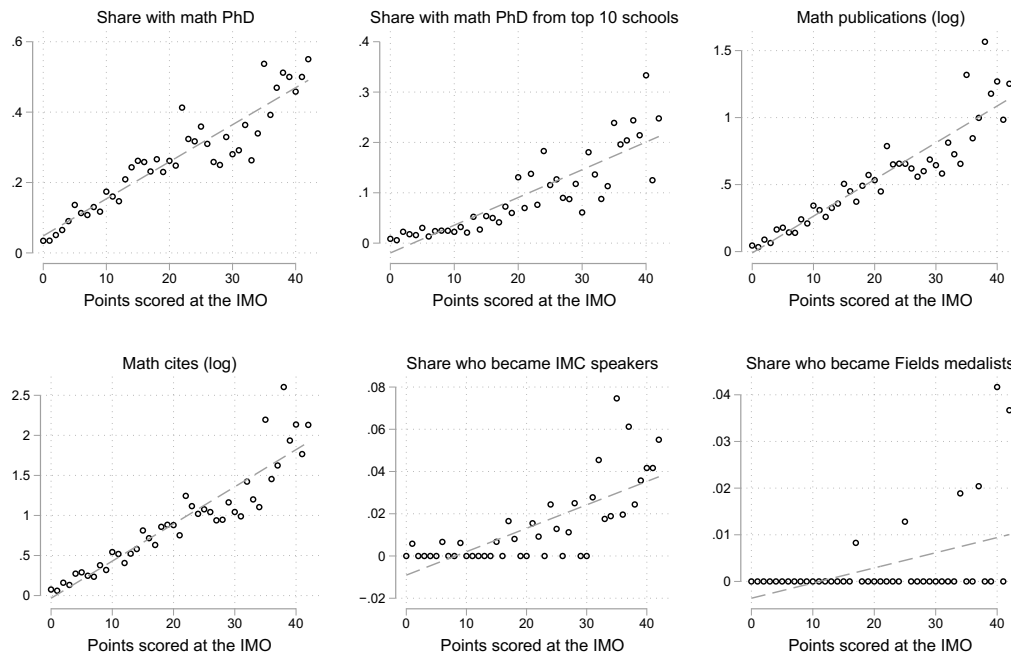 Share with math PhD
.6
.4
.2
0
0 10 20 30 40
Points scored at the IMO
Share with math PhD from top 10 schools
.4
.3
.2
.1
0
0 10 20 30 40
Points scored at the IMO
Math publications (log)
1.5
1
.5
0
0 10 20 30 40
Points scored at the IMO
Math cites (log)
2.5
2
1.5
1
.5
0
0 10 20 30 40
Points scored at the IMO
Share who became IMC speakers
.08
.06
.04
.02
0
−.02
0 10 20 30 40
Points scored at the IMO
Share who became Fields medalists
.04
.03
.02
.01
0
0 10 20 30 40
Points scored at the IMO